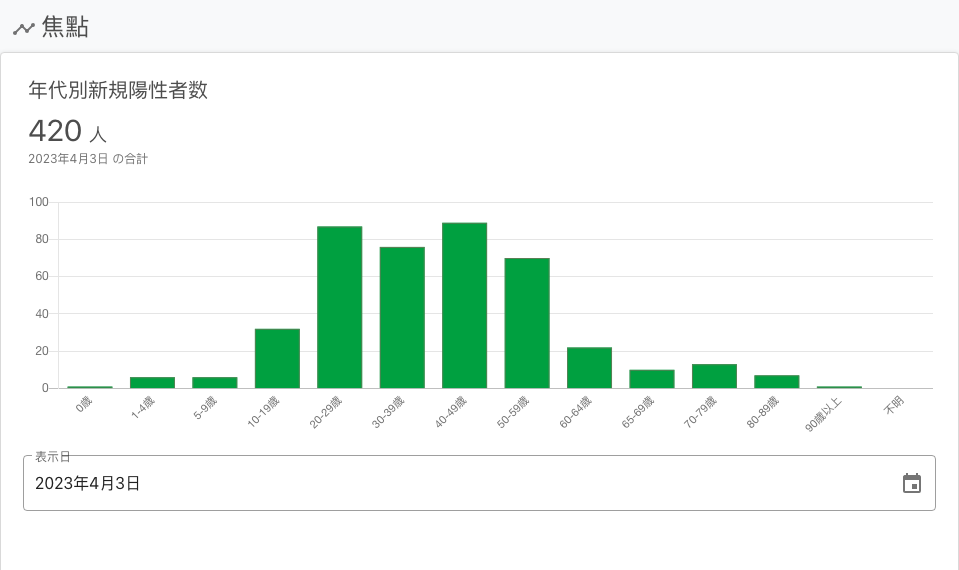 焦點
年代別新規陽性者数
420 人
2023年4月3日 の合計
100
80
60
40
20
0
0歳
1-4歳
5-9歳
10-19歳
20-29歳
30-39歳
40-49歳
50-59歳
60-64歳
65-69歳
70-79歳
80-89歳
90歳以上
不明
表示日
2023年4月3日